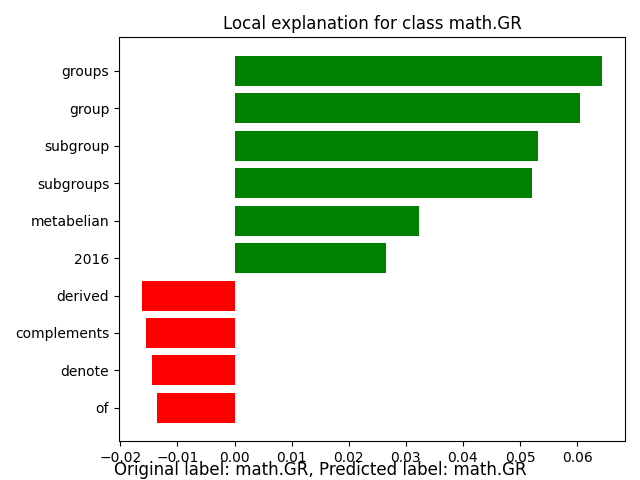 Local explanation for class math.GR
groups
group
subgroup
subgroups
metabelian
2016
derived
complements
denote
of
−0.02 −0.01 0.00 0.01 0.02 0.03 0.04 0.05 0.06
Original label: math.GR, Predicted label: math.GR